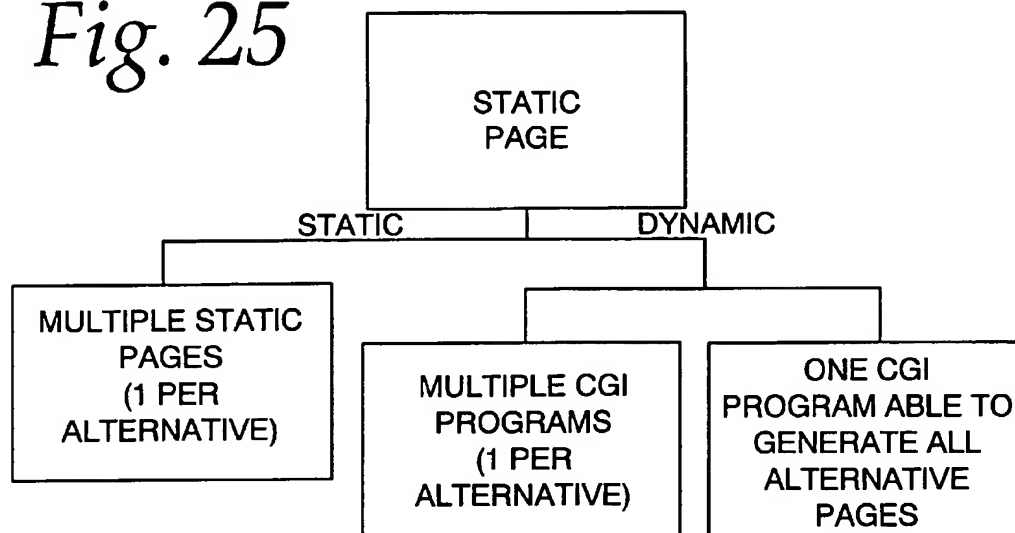 Fig. 25
STATIC
PAGE
STATIC
DYNAMIC
MULTIPLE STATIC
PAGES
(1 PER
ALTERNATIVE)
MULTIPLE CGI
PROGRAMS
(1 PER
ALTERNATIVE)
ONE CGI
PROGRAM ABLE TO
GENERATE ALL
ALTERNATIVE
PAGES